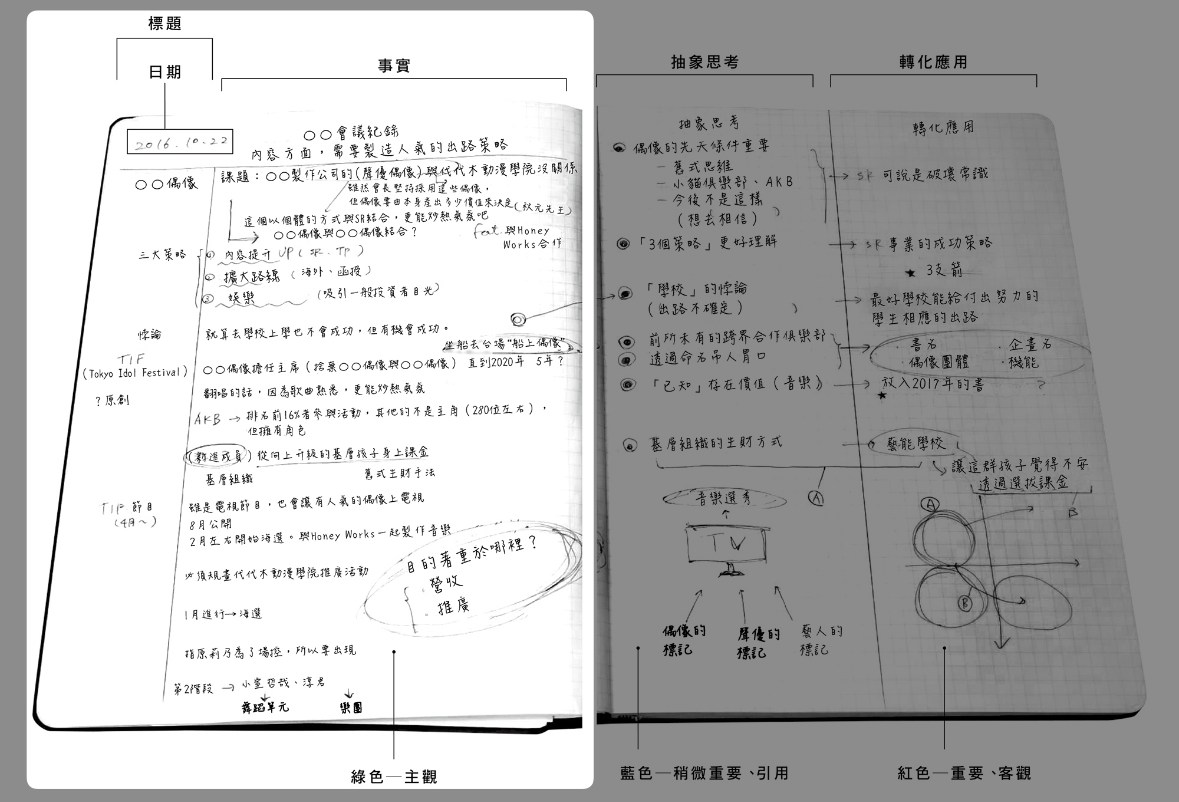 標題
日期
事實
2016.10.22
○○會議紀錄
內容方面，需要製造人氣的出路策略
○○偶像
課題：○○製作公司的(聲優偶像)與代代木動漫學院沒關係
雖然會長堅持採用這些偶像，
但偶像要由本身產出多少價值來決定(秋元先生)
這個以個體的方式與SR結合，更能炒熱氣氛吧
○○偶像與○○偶像結合？
feat. 與Honey
Works合作
三大策略
① 內容提升 UP(
② 擴大路線 (海外、函授)
③ 娛樂 (吸引一般投資者目光)
悖論
就算去學校上學也不會成功，但有機會成功。
坐船去台場"船上偶像"
TIF
(Tokyo Idol Festival)
○○偶像擔任主席(捨棄○○偶像與○○偶像) 直到2020年 5年？
？原創
翻唱的話，因為歌曲熟悉，更能炒熱氣氛
AKB → 排名前16%者參與活動，其他的不是主角(280位左右)，
但擁有角色
從向上升級的基層孩子身上課金
基層組織
舊式生財手法
TIP 節目
(4月～)
雖是電視節目，也會讓有人氣的偶像上電視
8月公開
2月左右開始海選。與Honey Works一起製作音樂
必須規畫代代木動漫學院推廣活動
目的著重於哪裡？
．營收
．推廣
1月進行→海選
指原莉乃為了場控，所以要出現
第2階段 → 小室哲哉、淳君
舞蹈單元
樂團
綠色─主觀
抽象思考
轉化應用
抽象思考
轉化應用
偶像的先天條件重要
－舊式思維
－小貓俱樂部、AKB
－今後不是這樣
(想去相信)
SR 可說是破壞常識
「3個策略」更好理解
SR 事業的成功策略
★ 3支箭
「學校」的悖論
(出路不確定)
最好學校能給付出努力的
學生相應的出路
前所未有的跨界合作俱樂部
透過命名吊人胃口
．書名
．企畫名
．偶像團體
．機能
「已知」存在價值(音樂)
放入2017年的書 ？
★
基層組織的生財方式
藝能學校
讓這群孩子覺得不安
透過選拔課金
A
B
音樂選秀
TV
偶像的
標記
聲優的
標記
藝人的
標記
A
B
藍色─稍微重要、引用
紅色─重要、客觀